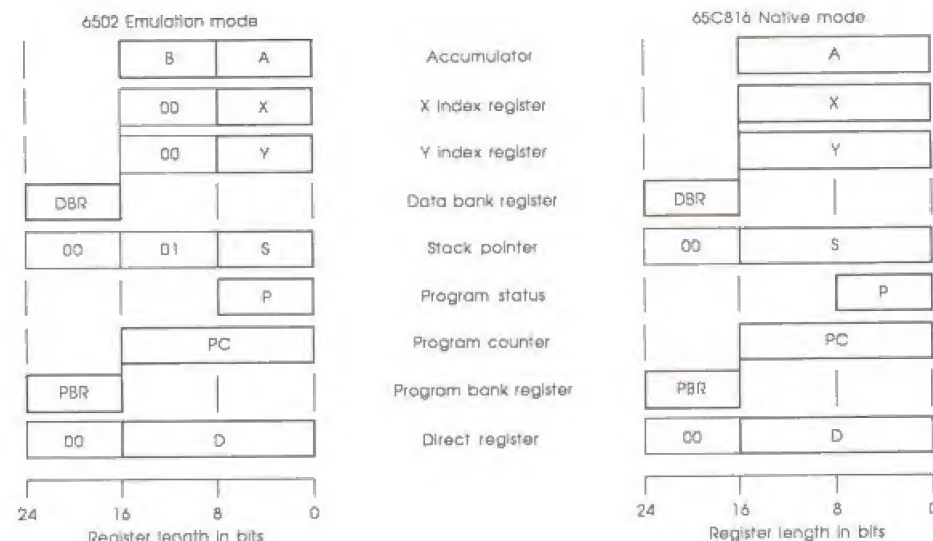 6502 Emulation mode 65C816 Native mode
B A Accumulator A
00 X X index register X
00 Y Y index register Y
DBR Data bank register DBR
00 01 S Stack pointer 00 S
P Program status P
PC Program counter PC
PBR Program bank register PBR
00 D Direct register 00 D
24 16 8 0 24 16 8 0
Register length in bits Register length in bits